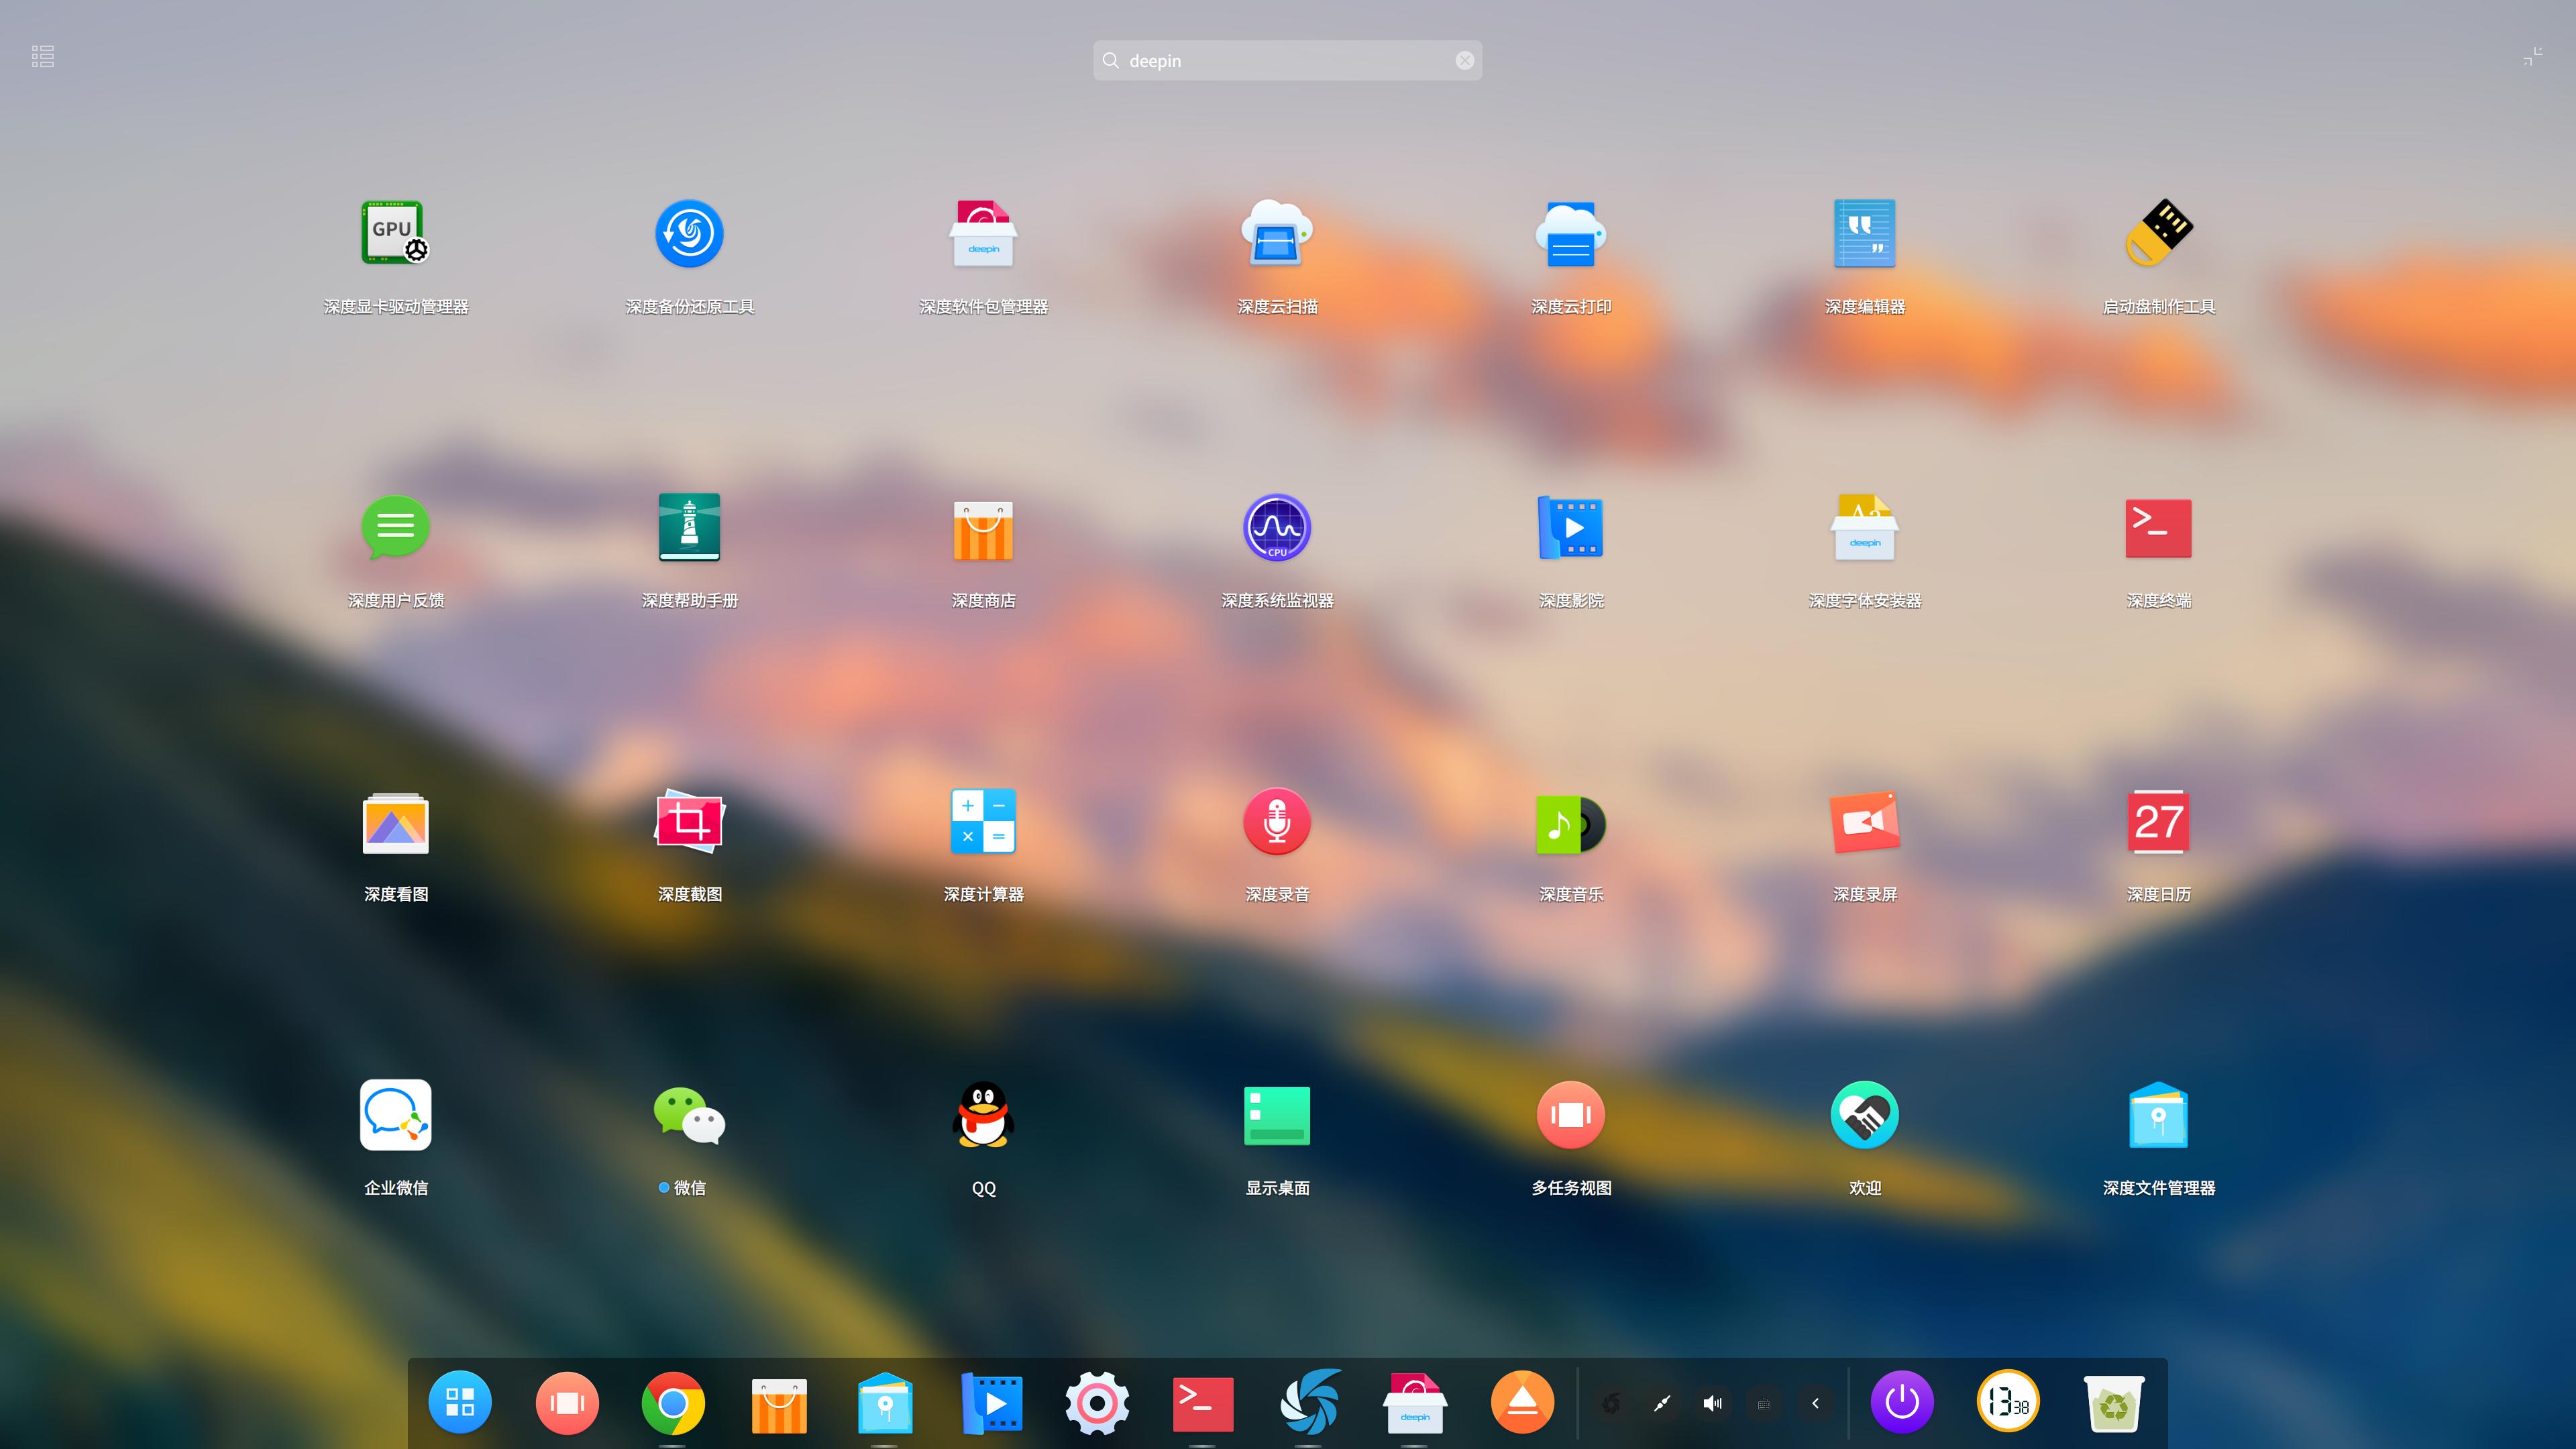 deepin
GPU
deepin
深度显卡驱动管理器
深度备份还原工具
深度软件包管理器
深度云扫描
深度云打印
深度编辑器
启动盘制作工具
CPU
deepin
深度用户反馈
深度帮助手册
深度商店
深度系统监视器
深度影院
深度字体安装器
深度终端
27
深度看图
深度截图
深度计算器
深度录音
深度音乐
深度录屏
深度日历
企业微信
微信
QQ
显示桌面
多任务视图
欢迎
深度文件管理器
deepin
13 38